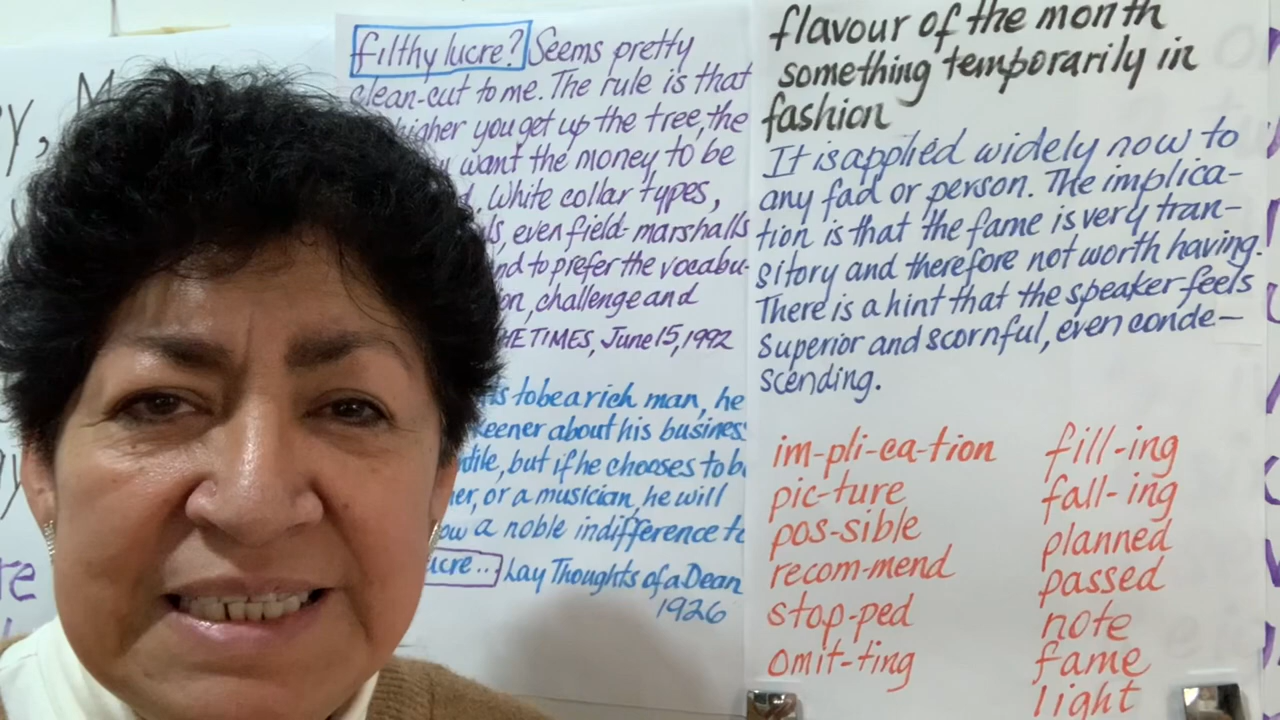 filthy lucre? Seems pretty
clean-cut to me. The rule is that
higher you get up the tree, the
want the money to be
White collar types,
even field-marshalls
to prefer the vocabu-
challenge and
TIMES, June 15, 1992
to be a rich man, he
keener about his business
but if he chooses to
or a musician, he will
a noble indifference to
lucre... Lay Thoughts of a Dean
1926
flavour of the month
something temporarily in
fashion
It is applied widely now to
any fad or person. The implica-
tion is that the fame is very tran-
sitory and therefore not worth having.
There is a hint that the speaker feels
superior and scornful, even conde-
scending.
im-pli-ca-tion
pic-ture
pos-sible
recom-mend
stop-ped
omit-ting
fill-ing
fall-ing
planned
passed
note
fame
light